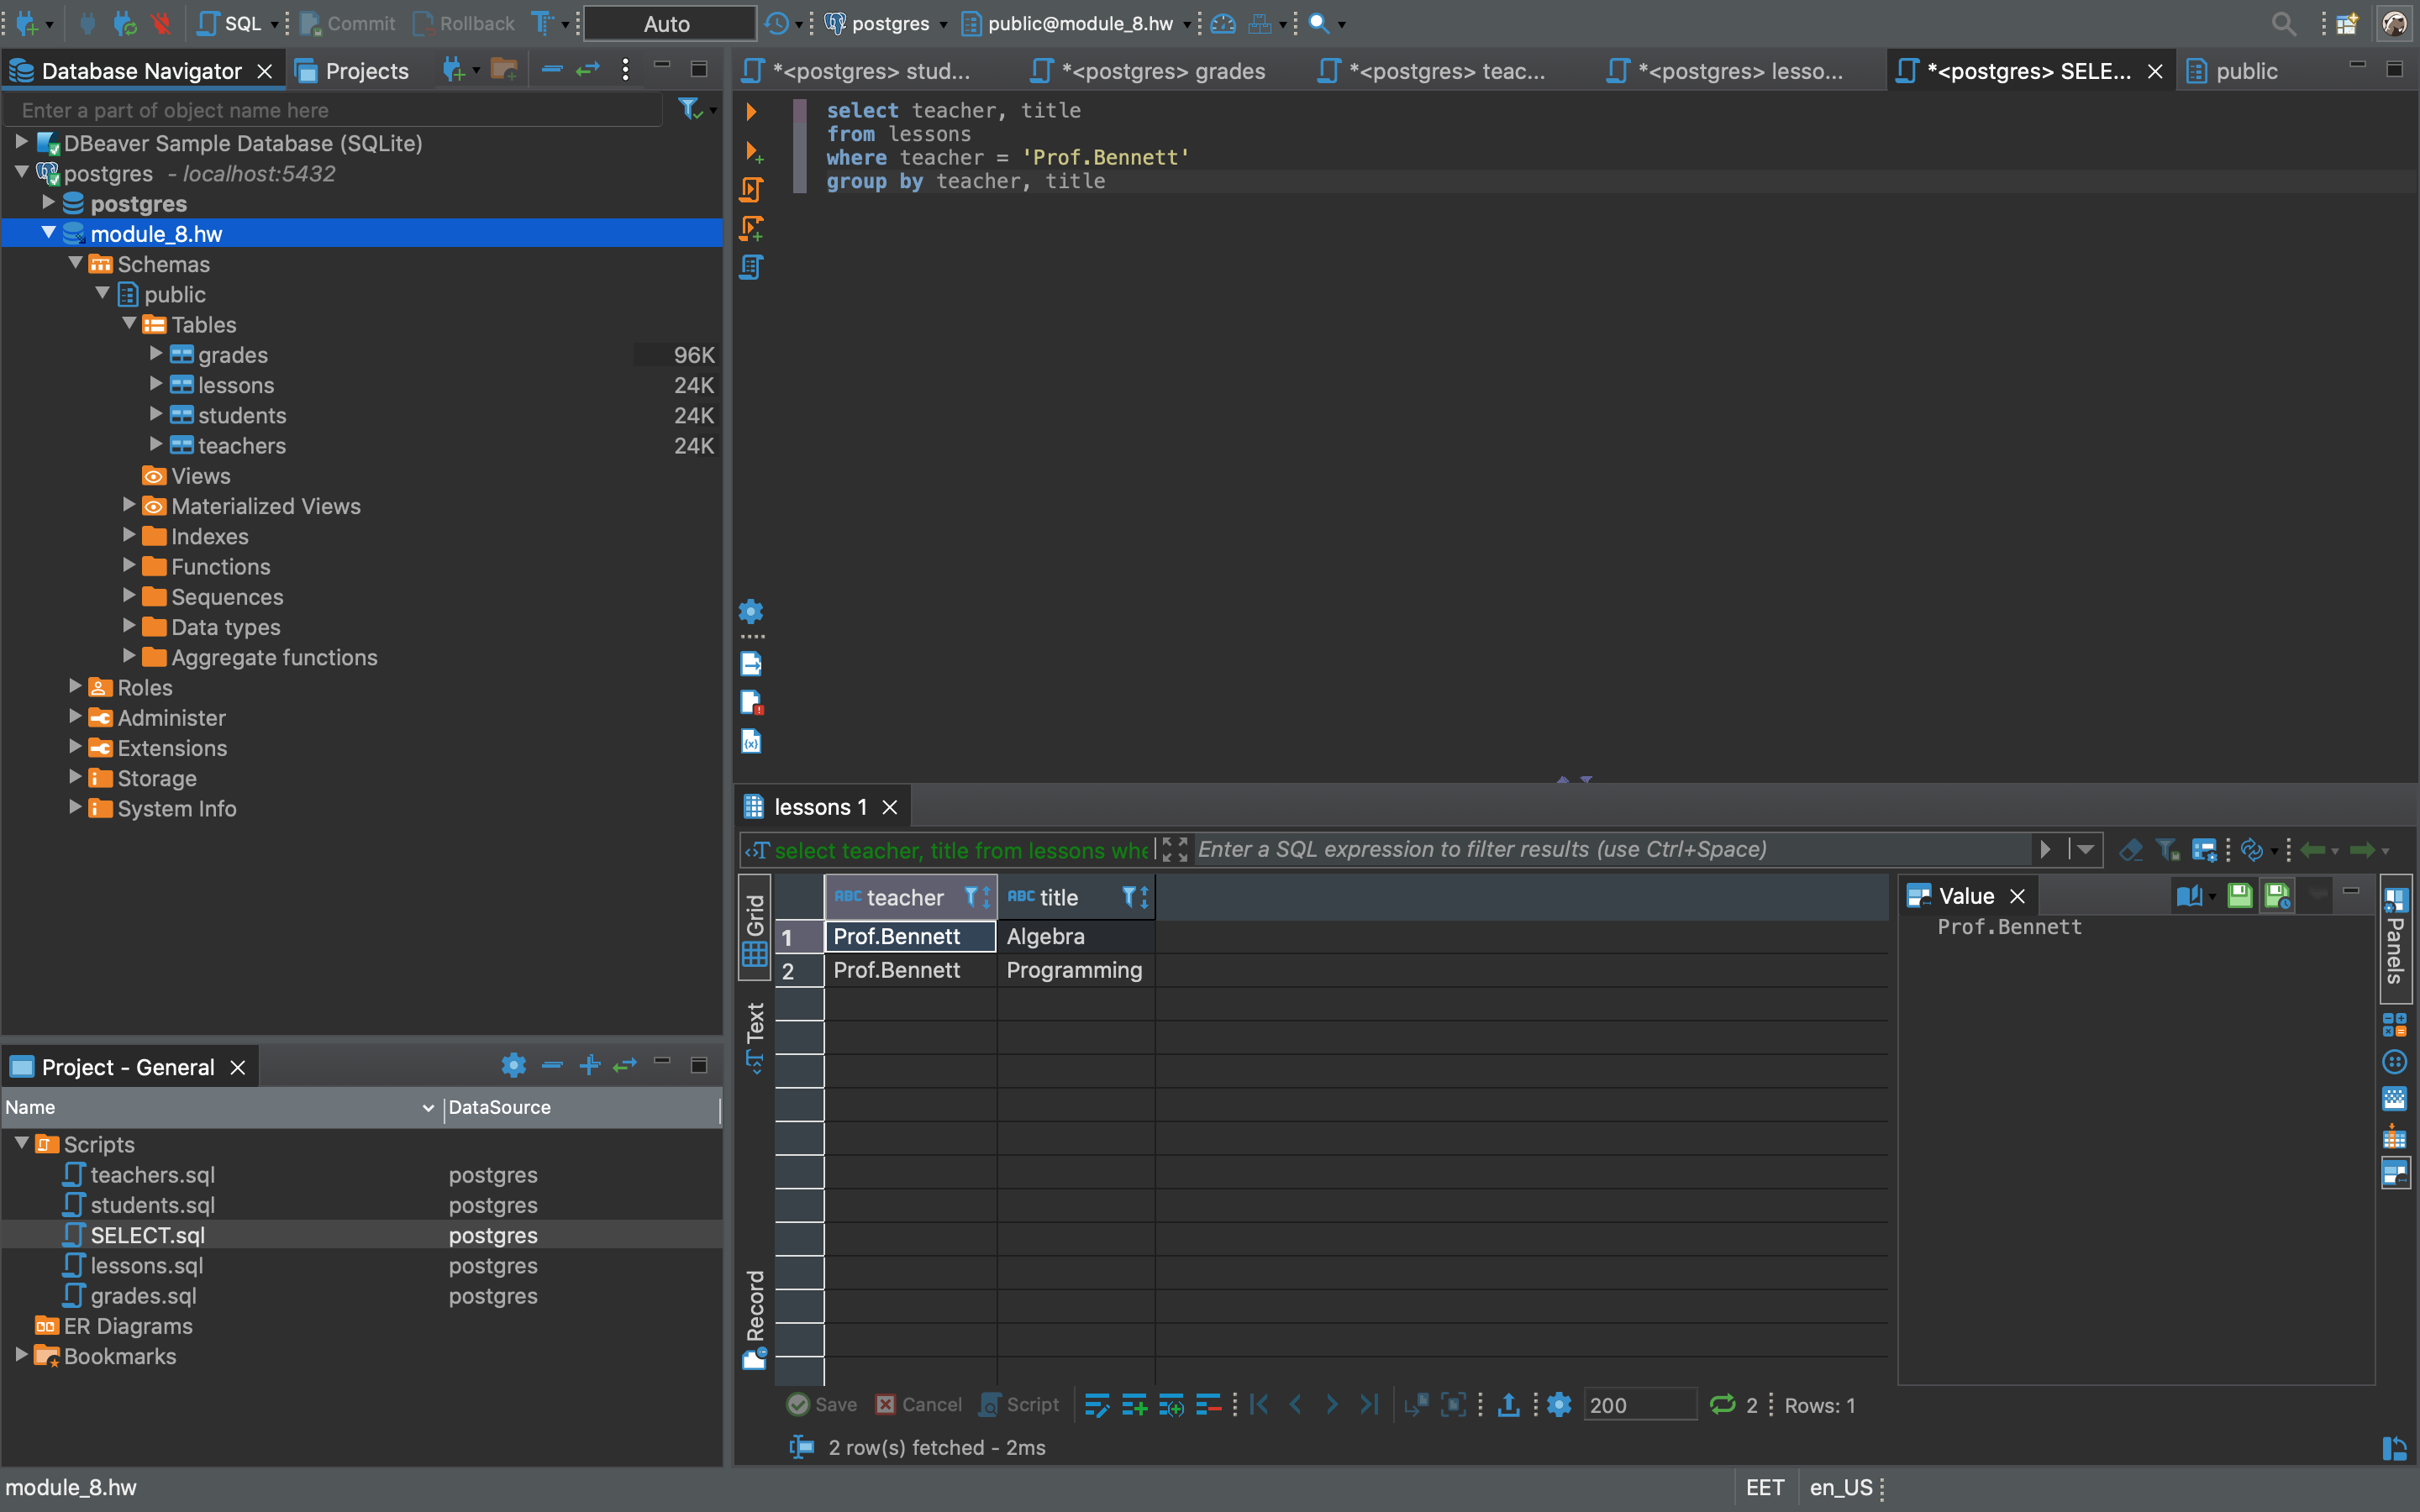 SQL Commit Rollback Auto postgres public@module_8.hw
Database Navigator Projects
*<postgres> stud... *<postgres> grades *<postgres> teac... *<postgres> lesso... *<postgres> SELE... public
Enter a part of object name here
DBeaver Sample Database (SQLite)
postgres - localhost:5432
postgres
module_8.hw
Schemas
public
Tables
grades 96K
lessons 24K
students 24K
teachers 24K
Views
Materialized Views
Indexes
Functions
Sequences
Data types
Aggregate functions
Roles
Administer
Extensions
Storage
System Info
select teacher, title
from lessons
where teacher = 'Prof.Bennett'
group by teacher, title
Project - General
Name DataSource
Scripts
teachers.sql postgres
students.sql postgres
SELECT.sql postgres
lessons.sql postgres
grades.sql postgres
ER Diagrams
Bookmarks
lessons 1
select teacher, title from lessons whe Enter a SQL expression to filter results (use Ctrl+Space)
Grid
Text
Record
ABC teacher ABC title
1 Prof.Bennett Algebra
2 Prof.Bennett Programming
Value
Prof.Bennett
Panels
Save Cancel Script 200 2 Rows: 1
2 row(s) fetched - 2ms
module_8.hw EET en_US